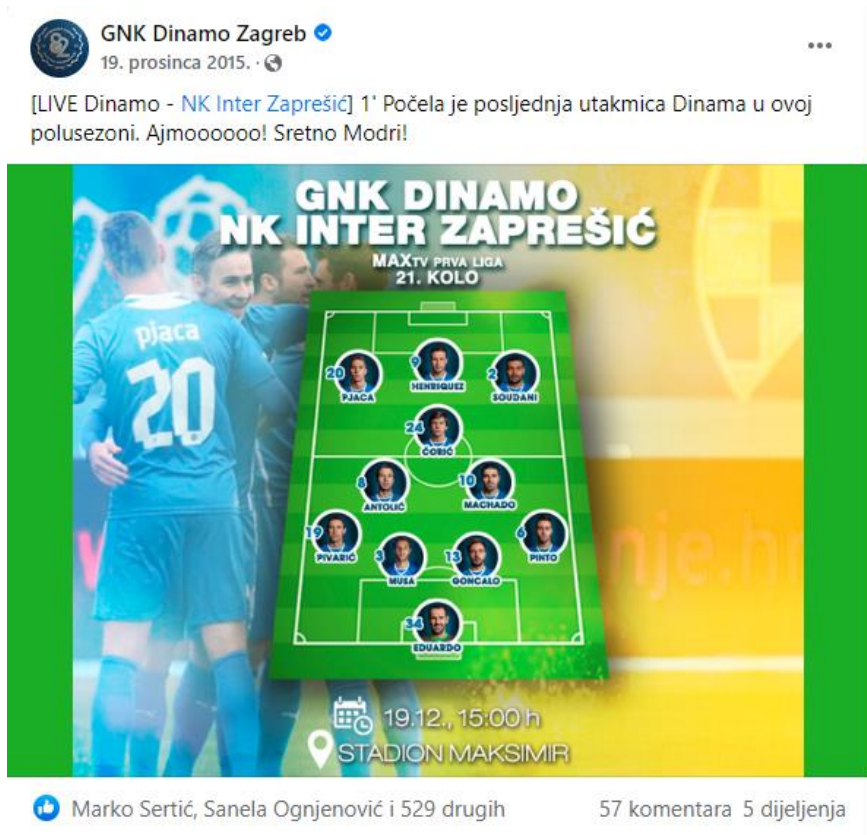 GNK Dinamo Zagreb
19. prosinca 2015. ·
[LIVE Dinamo - NK Inter Zaprešić] 1' Počela je posljednja utakmica Dinama u ovoj
polusezoni. Ajmoooooo! Sretno Modri!
GNK DINAMO
NK INTER ZAPREŠIĆ
MAXTV PRVA LIGA
21. KOLO
pjaca
20
20
PJACA
9
HENRIQUEZ
2
SOUDANI
24
ĆORIĆ
8
ANTOLIĆ
10
MACHADO
19
PIVARIĆ
3
MUSA
13
GONCALO
6
PINTO
34
EDUARDO
nje.hr
19.12., 15:00 h
STADION MAKSIMIR
Marko Sertić, Sanela Ognjenović i 529 drugih
57 komentara 5 dijeljenja